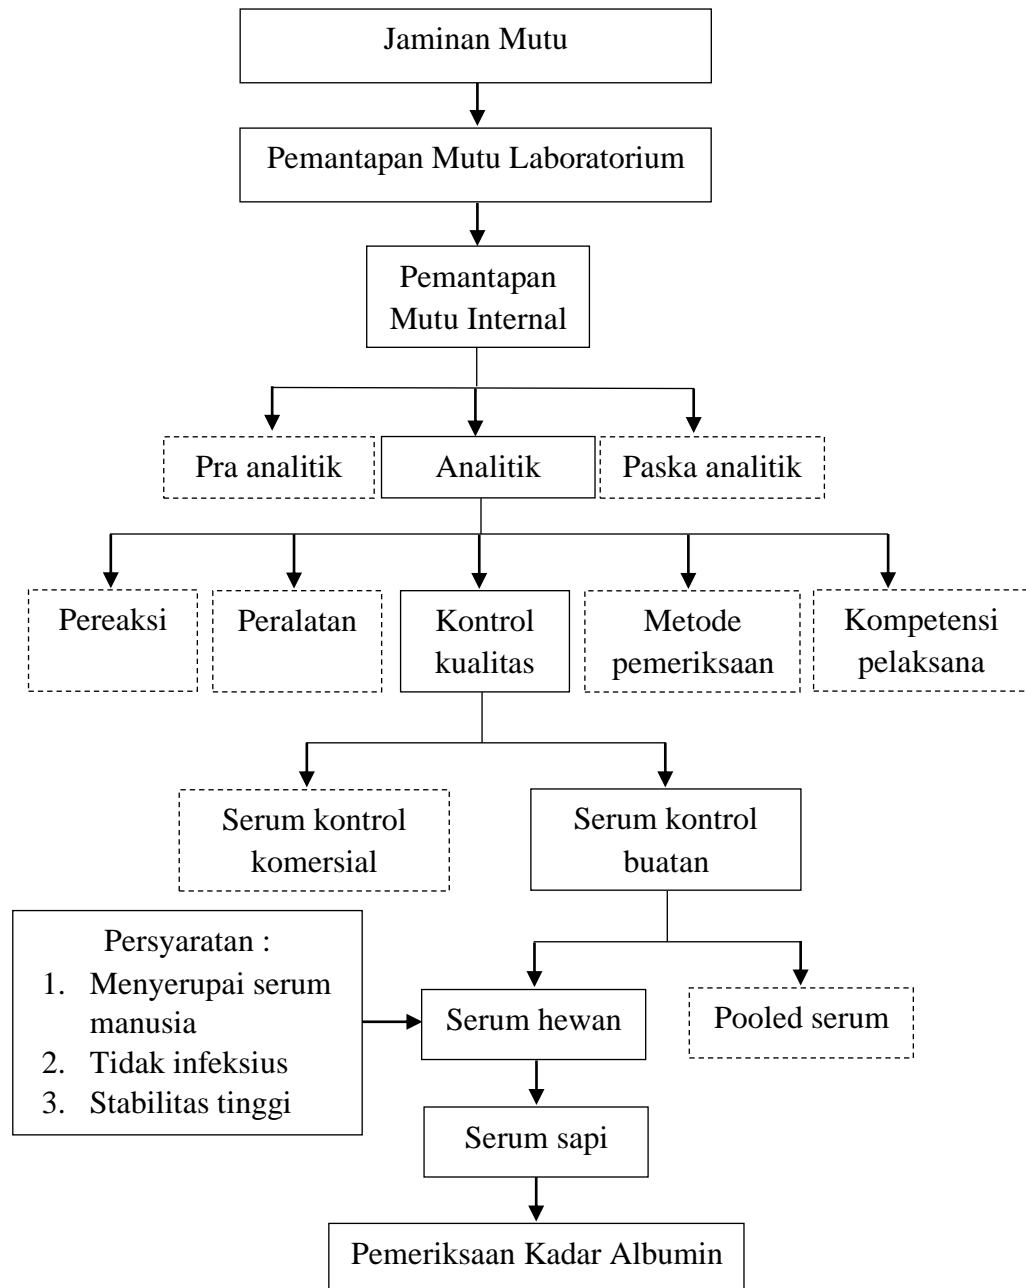 Jaminan Mutu
Pemantapan Mutu Laboratorium
Pemantapan
Mutu Internal
Pra analitik
Analitik
Paska analitik
Pereaksi
Peralatan
Kontrol
kualitas
Metode
pemeriksaan
Kompetensi
pelaksana
Serum kontrol
komersial
Serum kontrol
buatan
Persyaratan :
1. Menyerupai serum
manusia
2. Tidak infeksius
3. Stabilitas tinggi
Serum hewan
Pooled serum
Serum sapi
Pemeriksaan Kadar Albumin